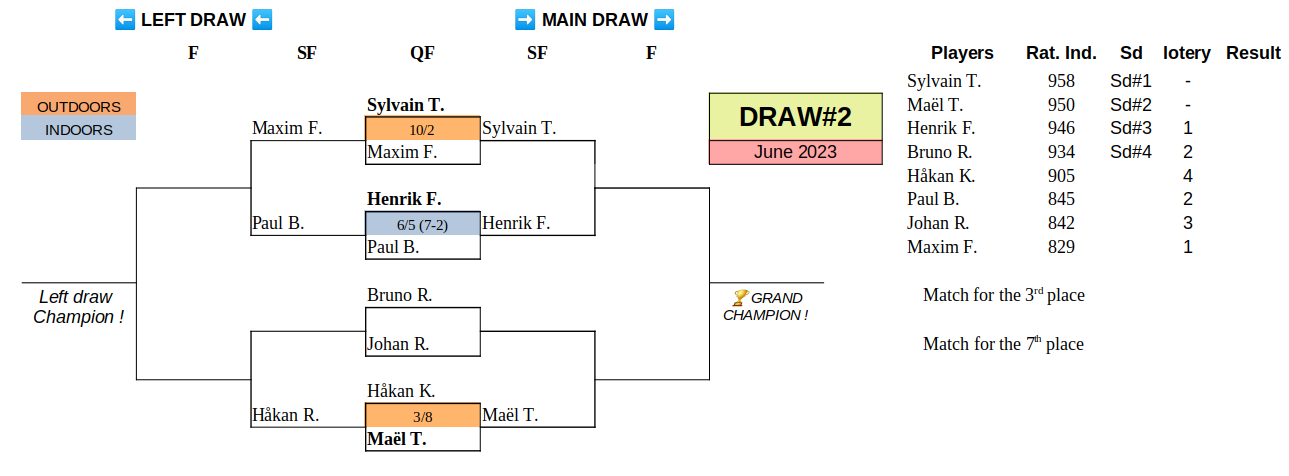 ⬅ LEFT DRAW ⬅ ➡ MAIN DRAW ➡
F SF QF SF F Players Rat. Ind. Sd lotery Result
Sylvain T. 958 Sd#1 -
OUTDOORS Sylvain T. Maël T. 950 Sd#2 -
DRAW#2
INDOORS Maxim F. 10/2 Sylvain T. Henrik F. 946 Sd#3 1
Maxim F. June 2023 Bruno R. 934 Sd#4 2
Håkan K. 905 4
Henrik F. Paul B. 845 2
Paul B. 6/5 (7-2) Henrik F. Johan R. 842 3
Paul B. Maxim F. 829 1
Left draw Bruno R. 🏆GRAND Match for the 3rd place
Champion ! CHAMPION !
Johan R. Match for the 7th place
Håkan K.
Håkan R. 3/8 Maël T.
Maël T.